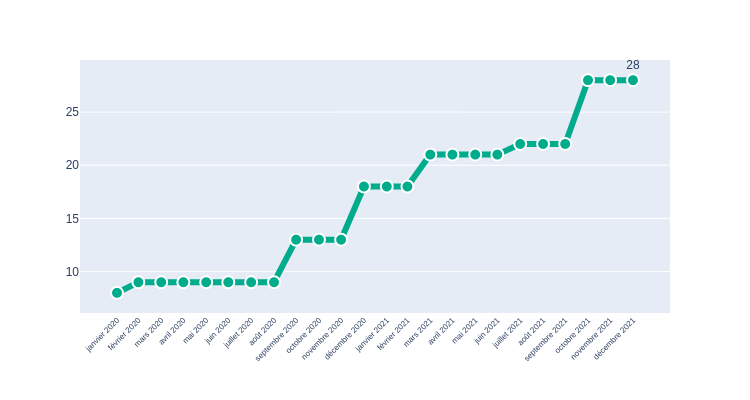 28
25
20
15
10
janvier 2020
février 2020
mars 2020
avril 2020
mai 2020
juin 2020
juillet 2020
août 2020
septembre 2020
octobre 2020
novembre 2020
décembre 2020
janvier 2021
février 2021
mars 2021
avril 2021
mai 2021
juin 2021
juillet 2021
août 2021
septembre 2021
octobre 2021
novembre 2021
décembre 2021